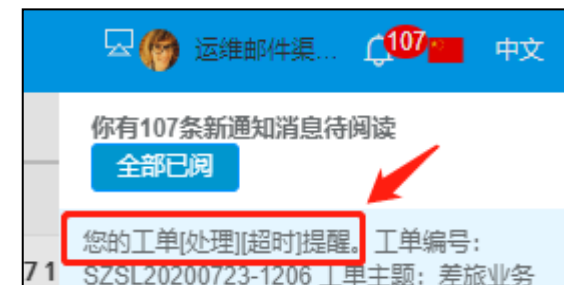 运维邮件渠... 107 中文
你有107条新通知消息待阅读
全部已阅
您的工单[处理][超时]提醒。工单编号：
71 SZSL20200723-1206 工单主题：差旅业务